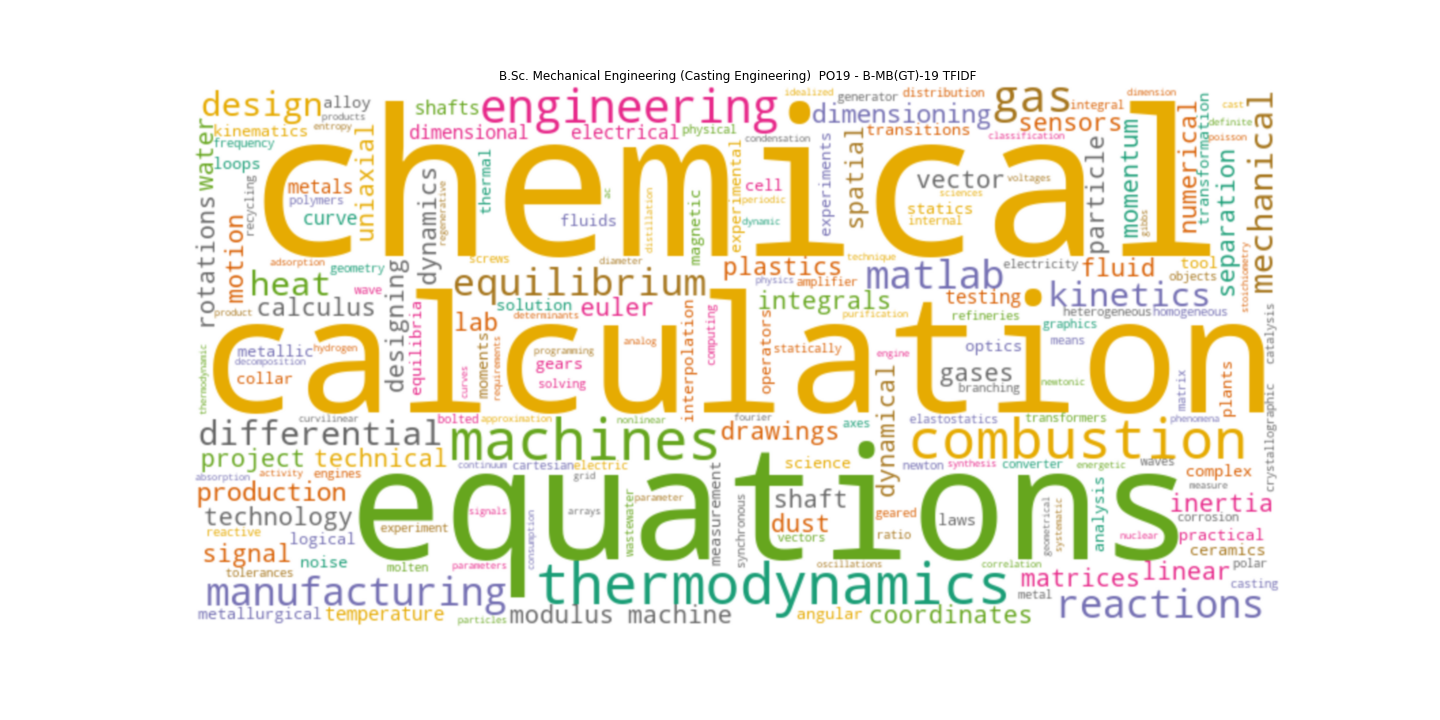 B.Sc. Mechanical Engineering (Casting Engineering)  PO19 - B-MB(GT)-19 TFIDF
design
alloy
products
entropy
shafts
engineering
idealized
generator
distribution
dimensioning
gas
integral
dimension
sensors
cast
definite
poisson
kinematics
frequency
loops
water
dimensional
electrical
physical
condensation
transitions
classification
numerical
transformation
mechanical
chemical
metals
polymers
curve
recycling
uniaxial
thermal
dynamics
regenerative
ac
fluids
distillation
magnetic
experimental
cell
periodic
dynamic
experiments
spatial
vector
voltages
sciences
statics
internal
particle
momentum
gibbs
separation
rotations
motion
adsorption
geometry
screws
diameter
technique
plastics
physics
amplifier
matlab
electricity
fluid
tool
objects
stoichiometry
heat
wave
equilibrium
product
calculus
designing
equilibria
solution
determinants
euler
integrals
purification
testing
refineries
kinetics
heterogeneous
homogeneous
graphics
lab
calculation
metallic
hydrogen
decomposition
collar
thermodynamic
curves
moments
requirements
programming
gears
solving
analog
interpolation
computing
operators
statically
engine
optics
means
gases
branching
newtonic
matrix
plants
catalysis
crystallographic
curvilinear
bolted
approximation
nonlinear
fourier
axes
elastostatics
transformers
phenomena
differential
machines
drawings
dynamical
combustion
project
technical
continuum
cartesian
electric
science
newton
synthesis
converter
energetic
waves
absorption
activity
engines
grid
complex
measure
production
equations
signals
arrays
parameter
wastewater
measurement
synchronous
shaft
geared
laws
geometrical
systematic
analysis
inertia
corrosion
technology
experiment
consumption
dust
vectors
ratio
nuclear
practical
reactive
logical
ceramics
signal
noise
tolerances
molten
parameters
oscillations
correlation
polar
manufacturing
thermodynamics
matrices
linear
metal
casting
reactions
metallurgical
temperature
particles
modulus
machine
angular
coordinates